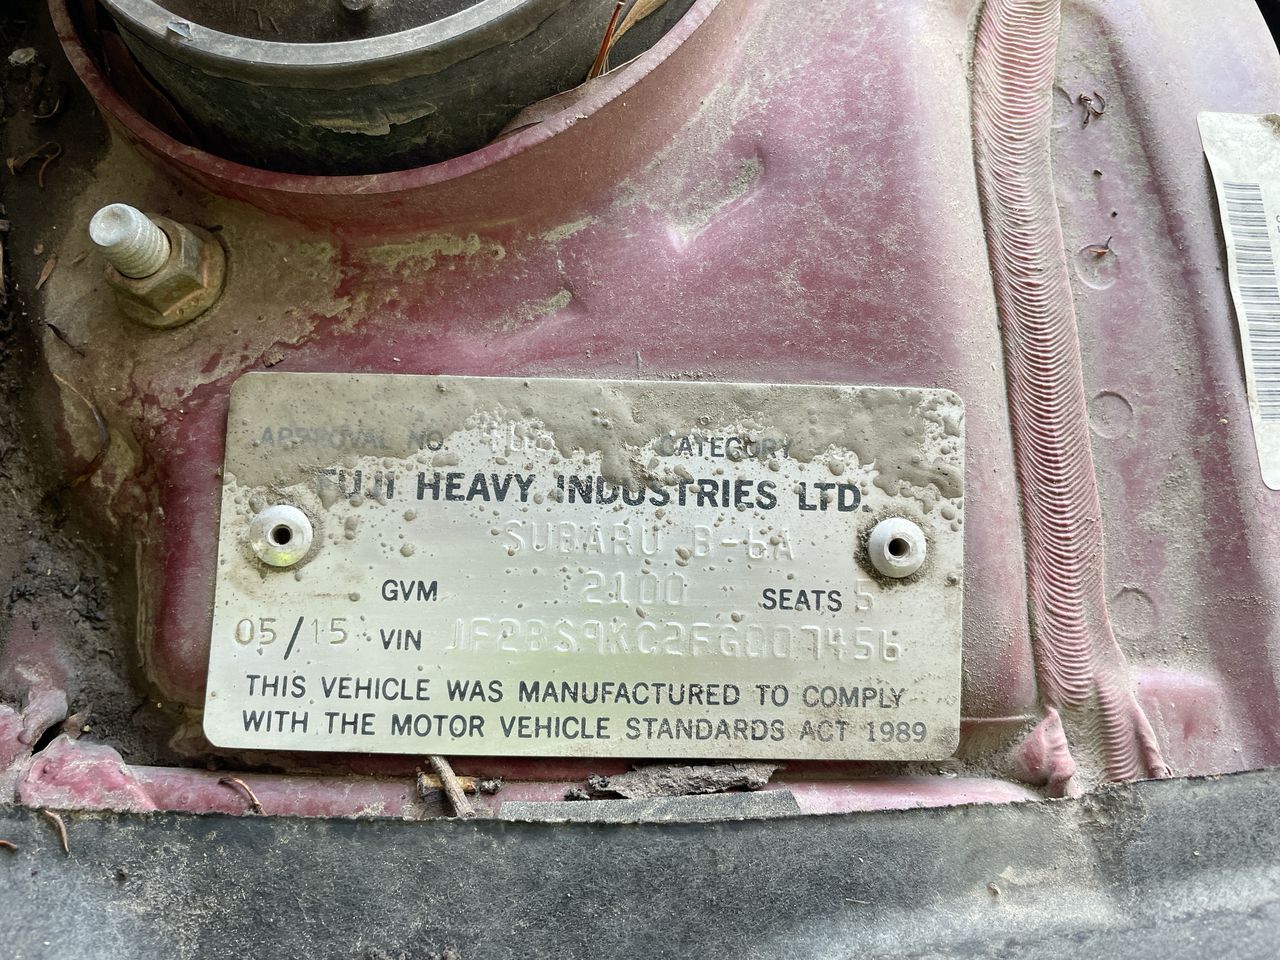 APPROVAL NO. CATEGORY
FUJI HEAVY INDUSTRIES LTD.
SUBARU B-6A
GVM 2100 SEATS 5
05/15 VIN JF2BS9KC2FG007456
THIS VEHICLE WAS MANUFACTURED TO COMPLY
WITH THE MOTOR VEHICLE STANDARDS ACT 1989